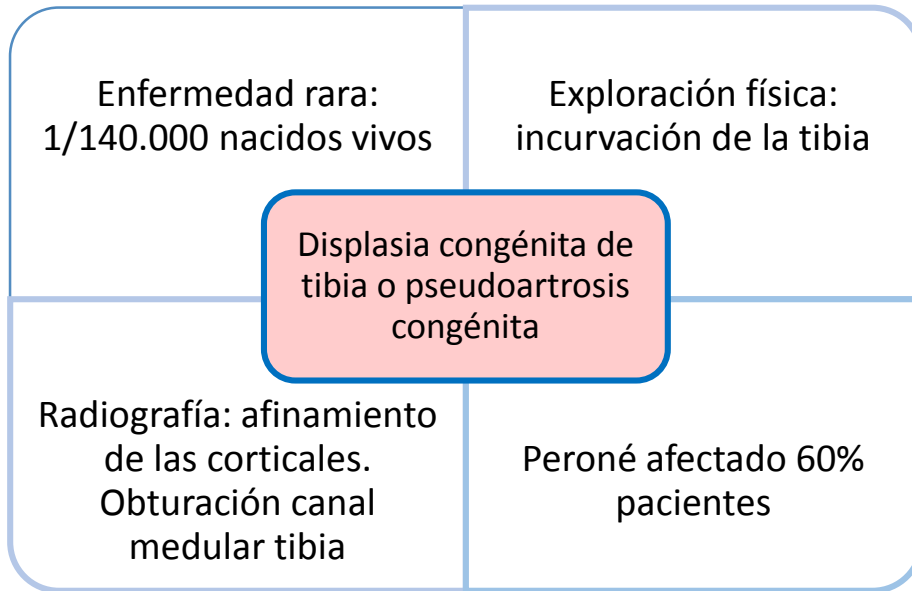 Enfermedad rara:
1/140.000 nacidos vivos
Exploración física:
incurvación de la tibia
Displasia congénita de
tibia o pseudoartrosis
congénita
Radiografía: afinamiento
de las corticales.
Obturación canal
medular tibia
Peroné afectado 60%
pacientes